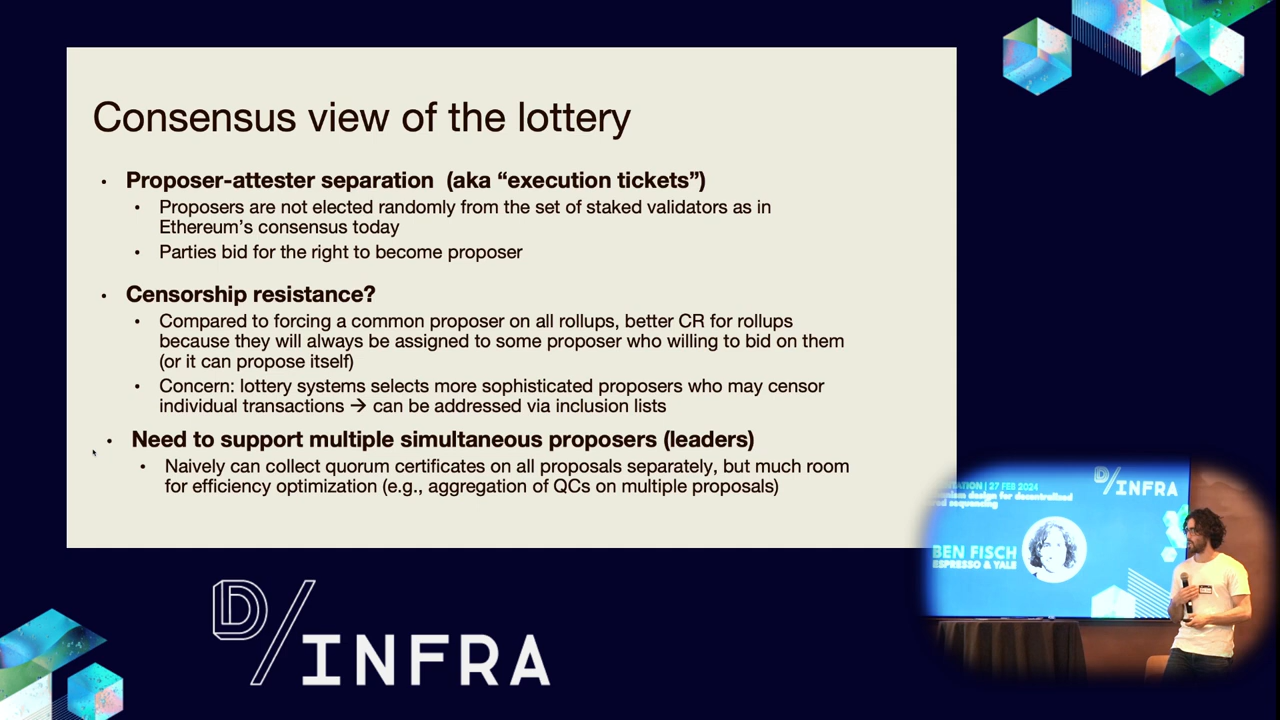 Consensus view of the lottery
• Proposer-attester separation (aka “execution tickets”)
• Proposers are not elected randomly from the set of staked validators as in
Ethereum’s consensus today
• Parties bid for the right to become proposer
• Censorship resistance?
• Compared to forcing a common proposer on all rollups, better CR for rollups
because they will always be assigned to some proposer who willing to bid on them
(or it can propose itself)
• Concern: lottery systems selects more sophisticated proposers who may censor
individual transactions → can be addressed via inclusion lists
• Need to support multiple simultaneous proposers (leaders)
• Naively can collect quorum certificates on all proposals separately, but much room
for efficiency optimization (e.g., aggregation of QCs on multiple proposals)
D/INFRA
D/INFRA
27 FEB 2024
design for decentralized
sequencing
BEN FISCH
ESPRESSO & YALE